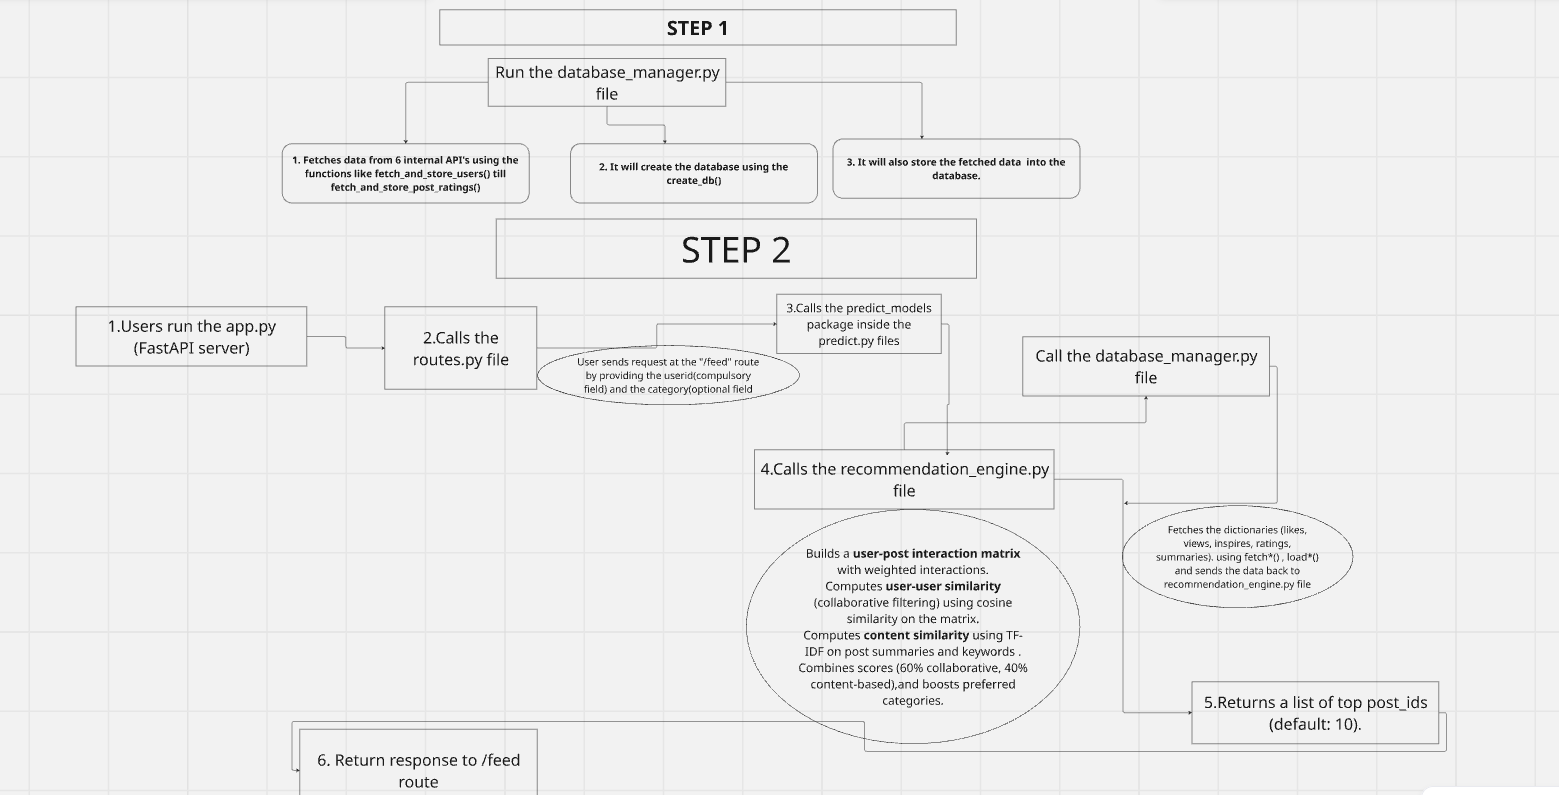 STEP 1
Run the database_manager.py
file
1. Fetches data from 6 internal API's using the
functions like fetch_and_store_users() till
fetch_and_store_post_ratings()
2. It will create the database using the
create_db()
3. It will also store the fetched data  into the
database.
STEP 2
1.Users run the app.py
(FastAPI server)
2.Calls the
routes.py file
User sends request at the "/feed" route
by providing the userid(compulsory
field) and the category(optional field
3.Calls the predict_models
package inside the
predict.py files
Call the database_manager.py
file
4.Calls the recommendation_engine.py
file
Fetches the dictionaries (likes,
views, inspires, ratings,
summaries). using fetch*() , load*()
and sends the data back to
recommendation_engine.py file
Builds a user-post interaction matrix
with weighted interactions.
Computes user-user similarity
(collaborative filtering) using cosine
similarity on the matrix.
Computes content similarity using TF-
IDF on post summaries and keywords .
Combines scores (60% collaborative, 40%
content-based),and boosts preferred
categories.
5.Returns a list of top post_ids
(default: 10).
6. Return response to /feed
route